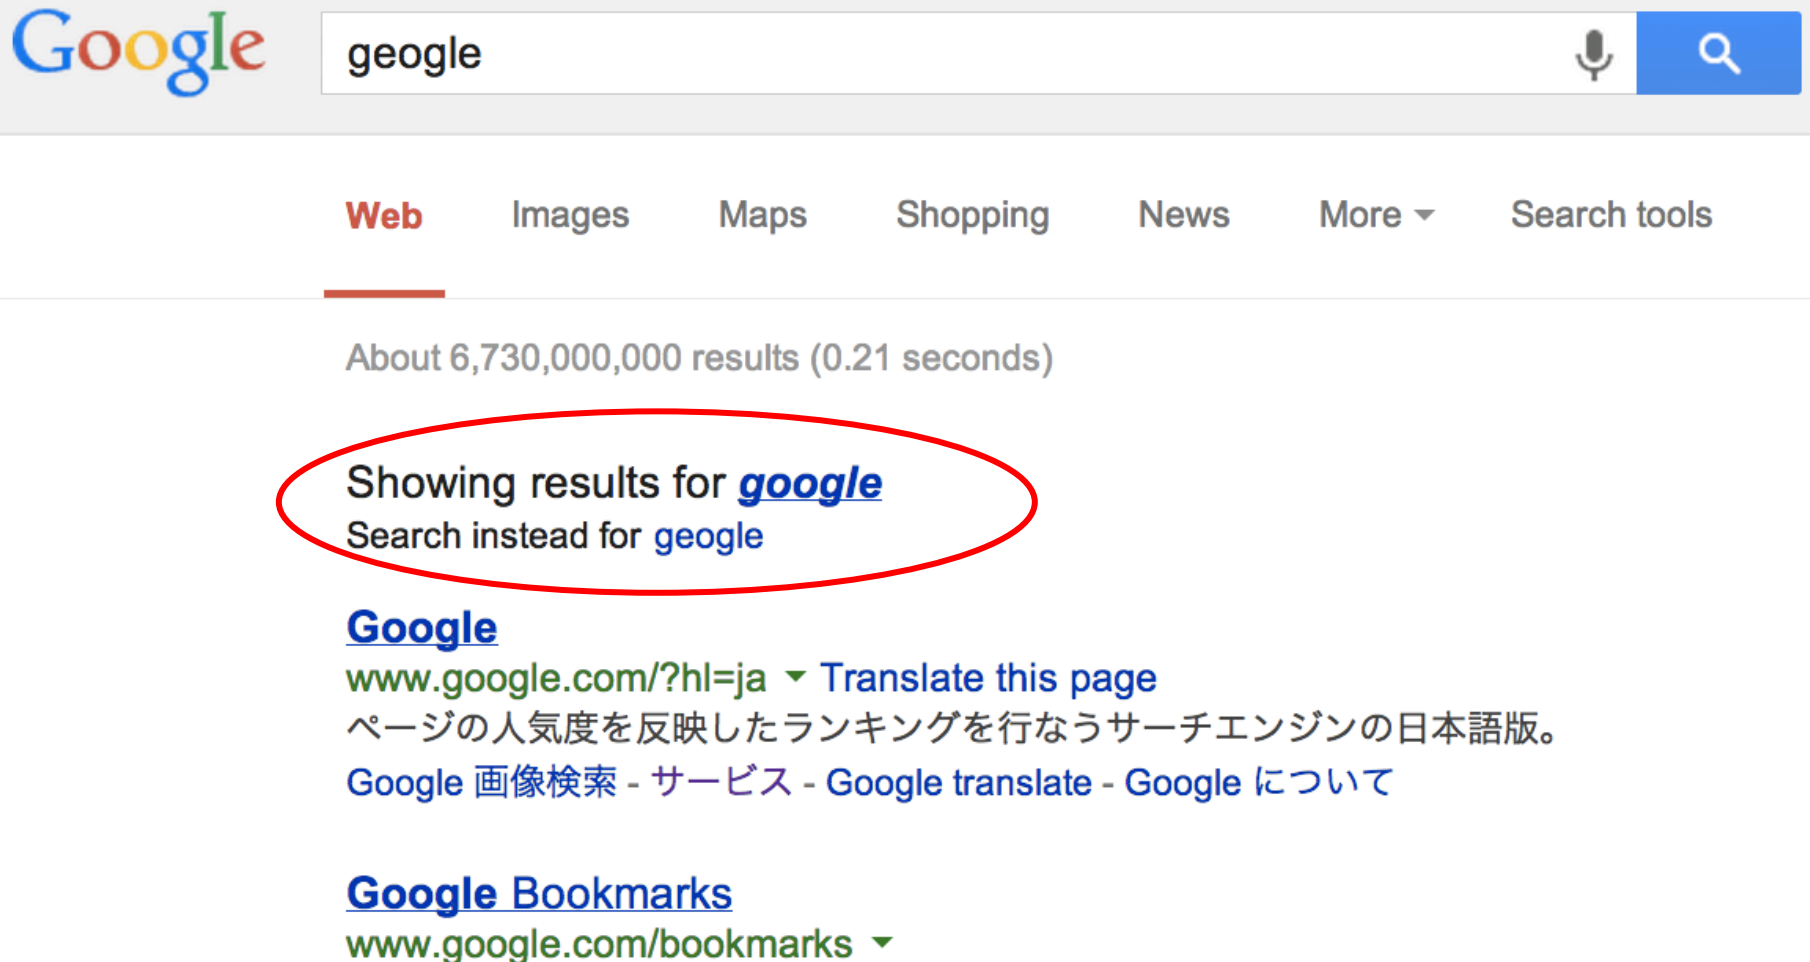 Google geogle
Web Images Maps Shopping News More Search tools
About 6,730,000,000 results (0.21 seconds)
Showing results for google
Search instead for geogle
Google
www.google.com/?hl=ja Translate this page
ページの人気度を反映したランキングを行なうサーチエンジンの日本語版。
Google 画像検索 - サービス - Google translate - Google について
Google Bookmarks
www.google.com/bookmarks